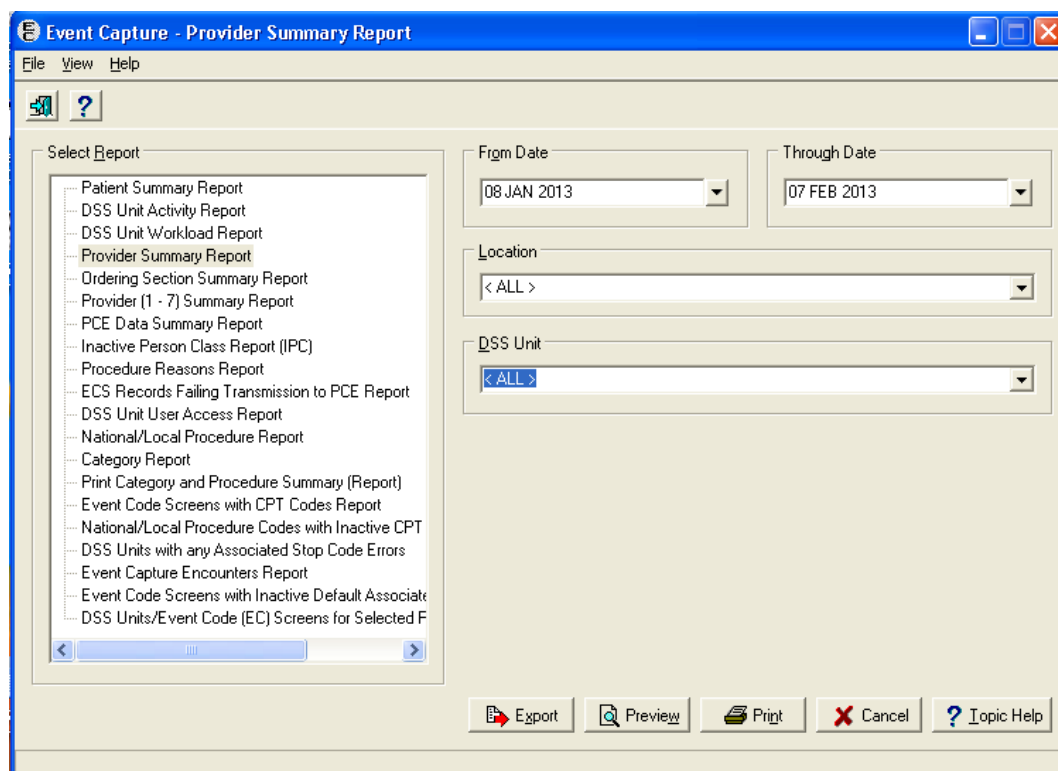 Event Capture - Provider Summary Report
File View Help
Select Report
Patient Summary Report
DSS Unit Activity Report
DSS Unit Workload Report
Provider Summary Report
Ordering Section Summary Report
Provider (1 - 7) Summary Report
PCE Data Summary Report
Inactive Person Class Report (IPC)
Procedure Reasons Report
ECS Records Failing Transmission to PCE Report
DSS Unit User Access Report
National/Local Procedure Report
Category Report
Print Category and Procedure Summary (Report)
Event Code Screens with CPT Codes Report
National/Local Procedure Codes with Inactive CPT
DSS Units with any Associated Stop Code Errors
Event Capture Encounters Report
Event Code Screens with Inactive Default Associate
DSS Units/Event Code (EC) Screens for Selected F
From Date
08 JAN 2013
Through Date
07 FEB 2013
Location
< ALL >
DSS Unit
< ALL >
Export Preview Print Cancel ? Topic Help